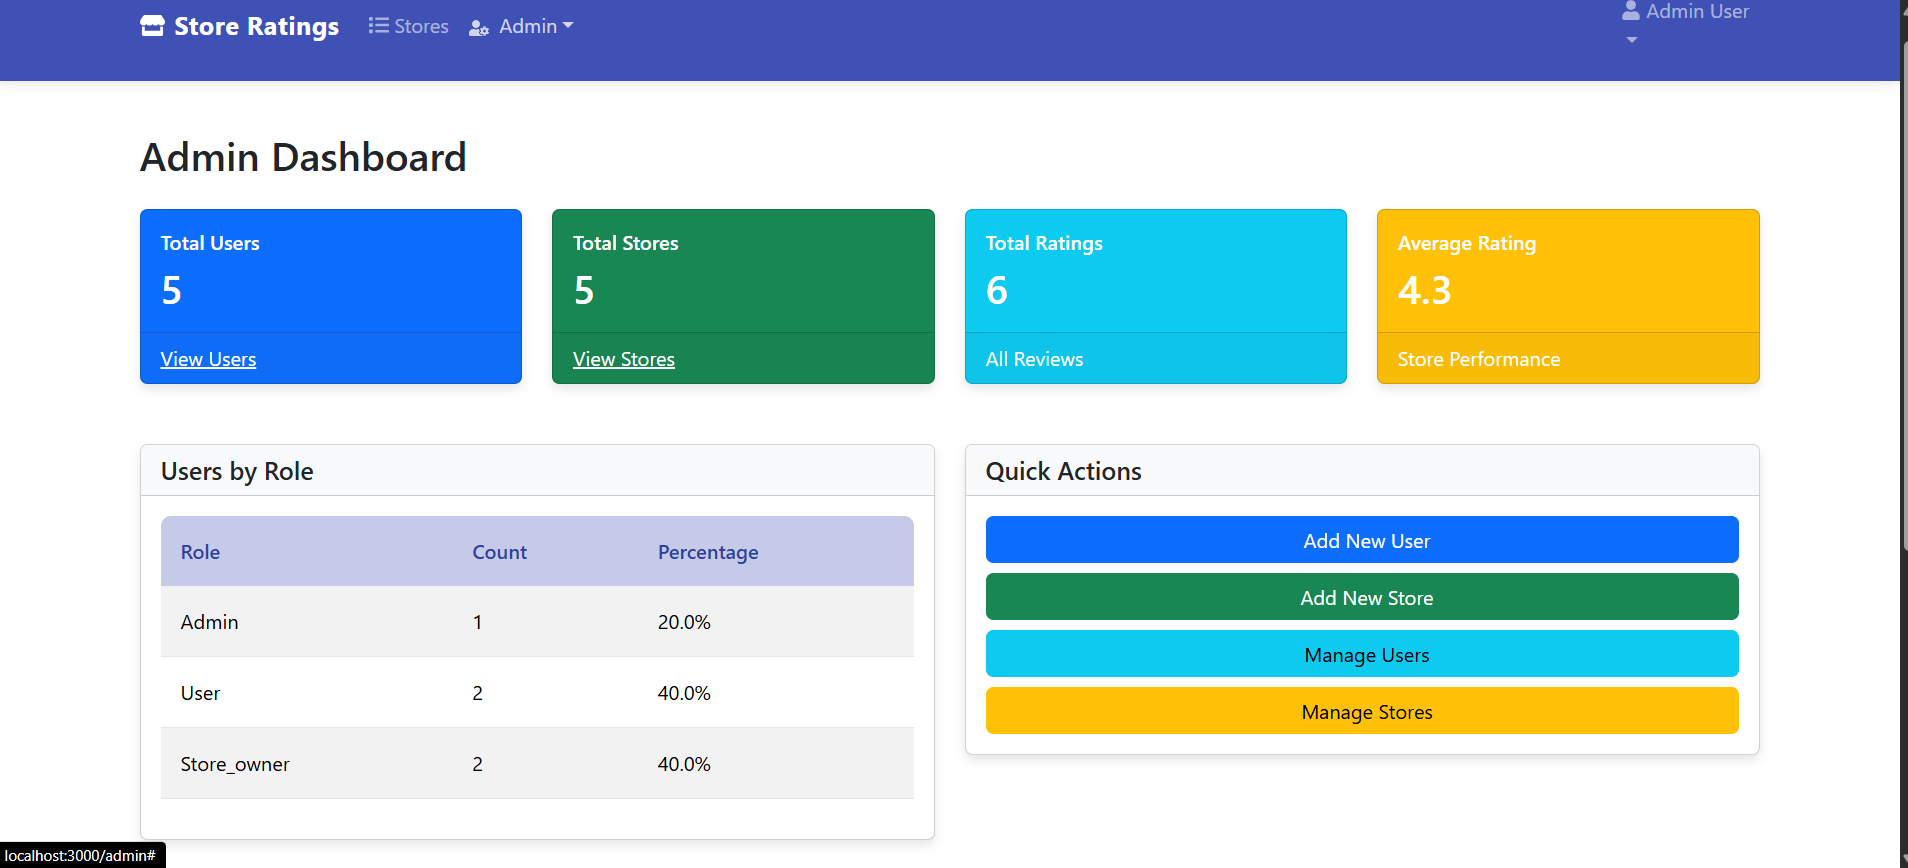 Store Ratings Stores Admin Admin User
Admin Dashboard
Total Users
5
View Users
Total Stores
5
View Stores
Total Ratings
6
All Reviews
Average Rating
4.3
Store Performance
Users by Role
Role Count Percentage
Admin 1 20.0%
User 2 40.0%
Store_owner 2 40.0%
Quick Actions
Add New User
Add New Store
Manage Users
Manage Stores
localhost:3000/admin#